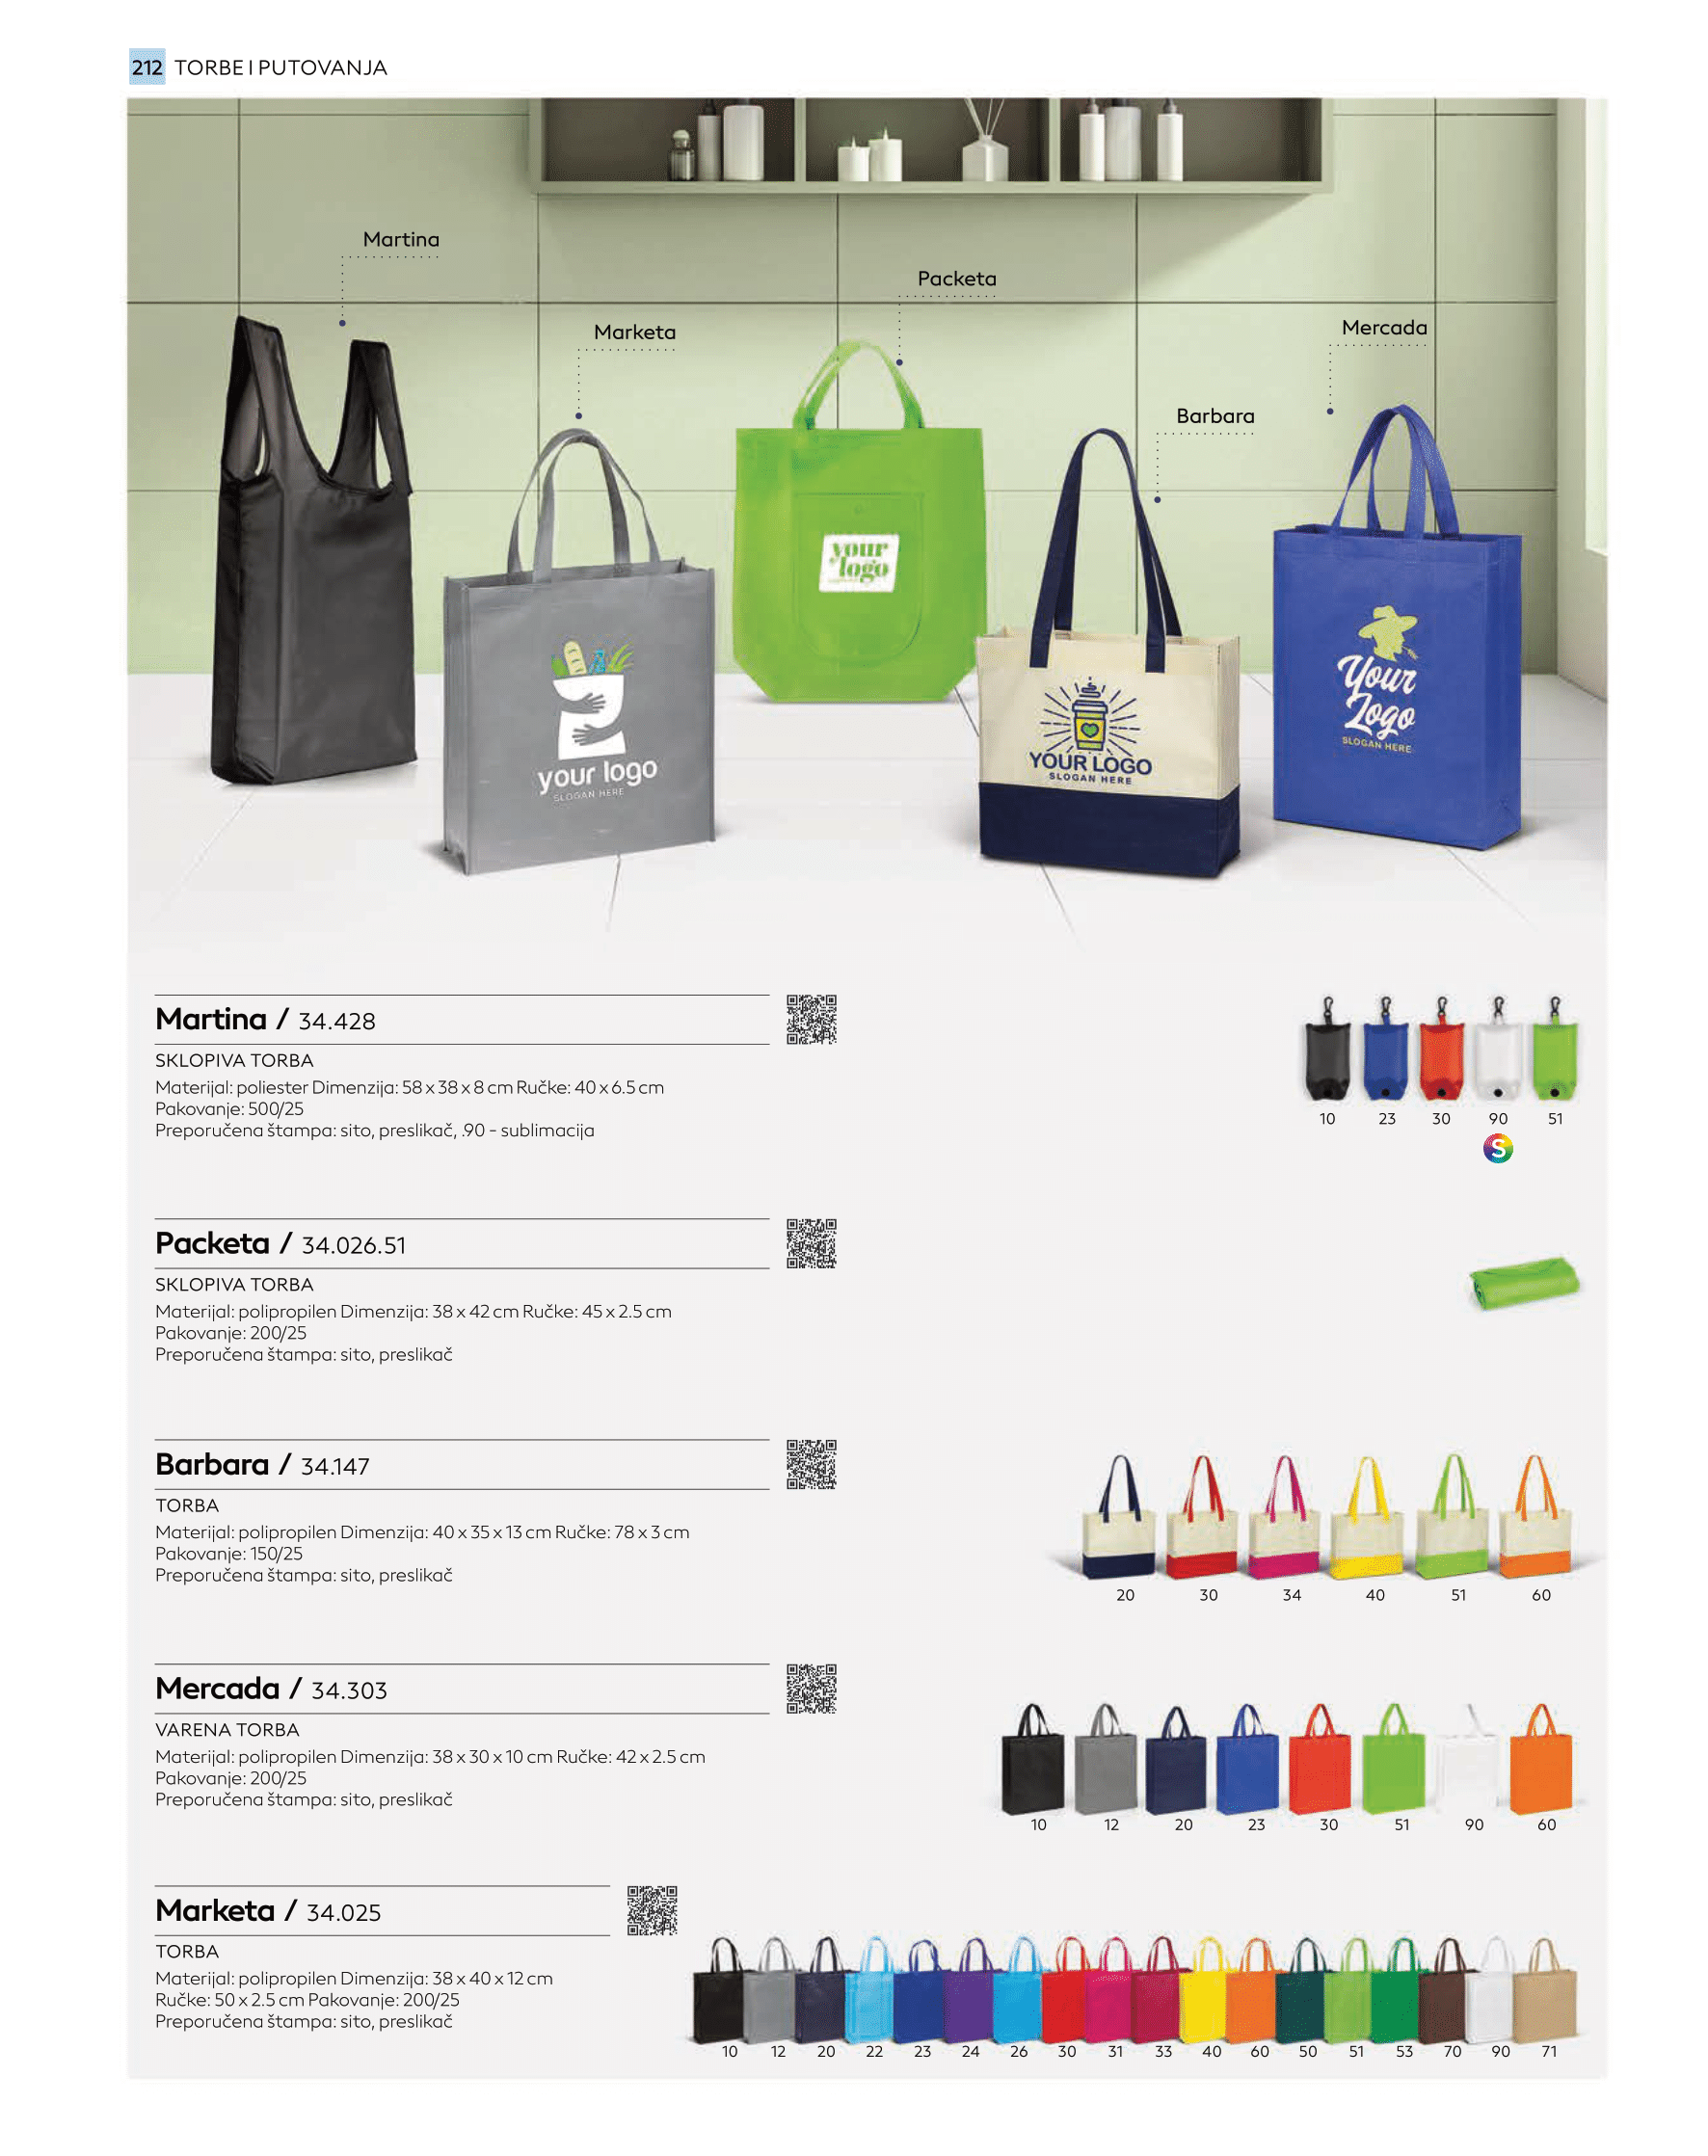 212 TORBE I PUTOVANJA
Martina
Packeta
Marketa
Mercada
Barbara
your
logo
your logo
SLOGAN HERE
YOUR LOGO
SLOGAN HERE
Your
Logo
SLOGAN HERE
Martina / 34.428
SKLOPIVA TORBA
Materijal: poliester Dimenzija: 58 x 38 x 8 cm Ručke: 40 x 6.5 cm
Pakovanje: 500/25
Preporučena štampa: sito, preslikač, .90 - sublimacija
10 23 30 90 51
S
Packeta / 34.026.51
SKLOPIVA TORBA
Materijal: polipropilen Dimenzija: 38 x 42 cm Ručke: 45 x 2.5 cm
Pakovanje: 200/25
Preporučena štampa: sito, preslikač
Barbara / 34.147
TORBA
Materijal: polipropilen Dimenzija: 40 x 35 x 13 cm Ručke: 78 x 3 cm
Pakovanje: 150/25
Preporučena štampa: sito, preslikač
20 30 34 40 51 60
Mercada / 34.303
VARENA TORBA
Materijal: polipropilen Dimenzija: 38 x 30 x 10 cm Ručke: 42 x 2.5 cm
Pakovanje: 200/25
Preporučena štampa: sito, preslikač
10 12 20 23 30 51 90 60
Marketa / 34.025
TORBA
Materijal: polipropilen Dimenzija: 38 x 40 x 12 cm
Ručke: 50 x 2.5 cm Pakovanje: 200/25
Preporučena štampa: sito, preslikač
10 12 20 22 23 24 26 30 31 33 40 60 50 51 53 70 90 71